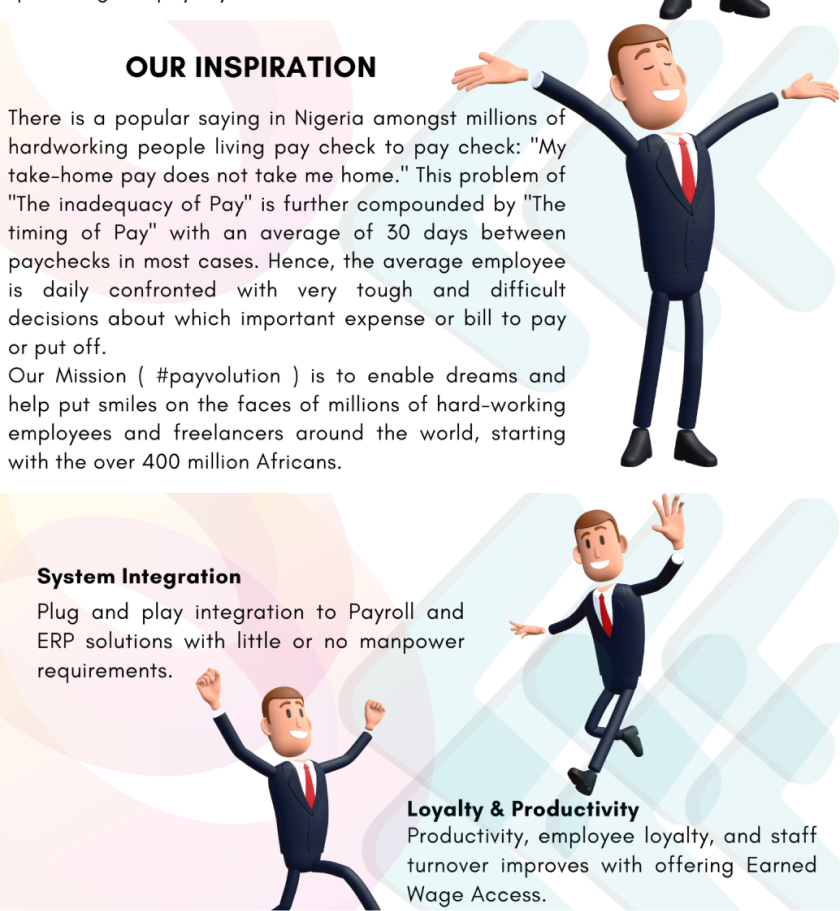 OUR INSPIRATION
There is a popular saying in Nigeria amongst millions of
hardworking people living pay check to pay check: "My
take-home pay does not take me home." This problem of
"The inadequacy of Pay" is further compounded by "The
timing of Pay" with an average of 30 days between
paychecks in most cases. Hence, the average employee
is daily confronted with very tough and difficult
decisions about which important expense or bill to pay
or put off.
Our Mission ( #payvolution ) is to enable dreams and
help put smiles on the faces of millions of hard-working
employees and freelancers around the world, starting
with the over 400 million Africans.
System Integration
Plug and play integration to Payroll and
ERP solutions with little or no manpower
requirements.
Loyalty & Productivity
Productivity, employee loyalty, and staff
turnover improves with offering Earned
Wage Access.